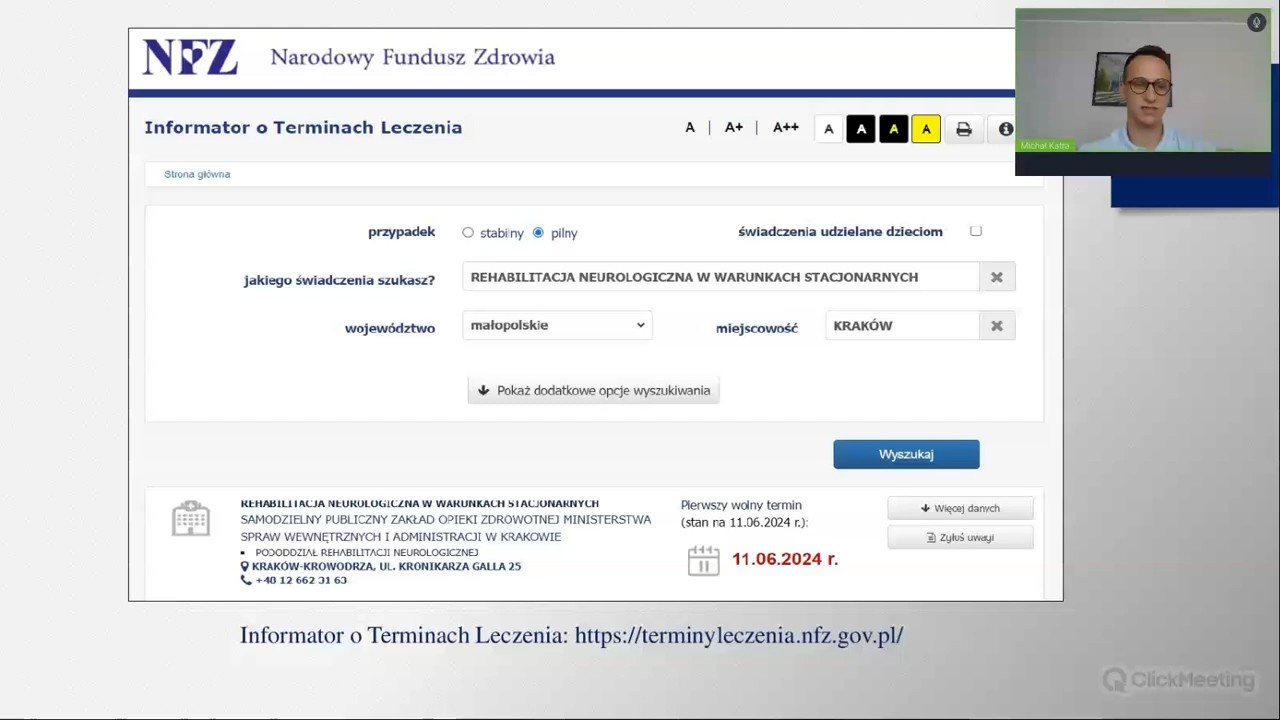 NFZ Narodowy Fundusz Zdrowia
Informator o Terminach Leczenia
A | A+ | A++ A A A A
Strona główna
przypadek stabilny pilny świadczenia udzielane dzieciom
jakiego świadczenia szukasz? REHABILITACJA NEUROLOGICZNA W WARUNKACH STACJONARNYCH
województwo małopolskie miejscowość KRAKÓW
Pokaż dodatkowe opcje wyszukiwania
Wyszukaj
REHABILITACJA NEUROLOGICZNA W WARUNKACH STACJONARNYCH
SAMODZIELNY PUBLICZNY ZAKŁAD OPIEKI ZDROWOTNEJ MINISTERSTWA
SPRAW WEWNĘTRZNYCH I ADMINISTRACJI W KRAKOWIE
PODODDZIAŁ REHABILITACJI NEUROLOGICZNEJ
KRAKÓW-KROWODRZA, UL. KRONIKARZA GALLA 25
+48 12 662 31 63
Pierwszy wolny termin
(stan na 11.06.2024 r.):
11.06.2024 r.
Więcej danych
Zgłoś uwagi
Informator o Terminach Leczenia: https://terminyleczenia.nfz.gov.pl/
Michał Katra
ClickMeeting